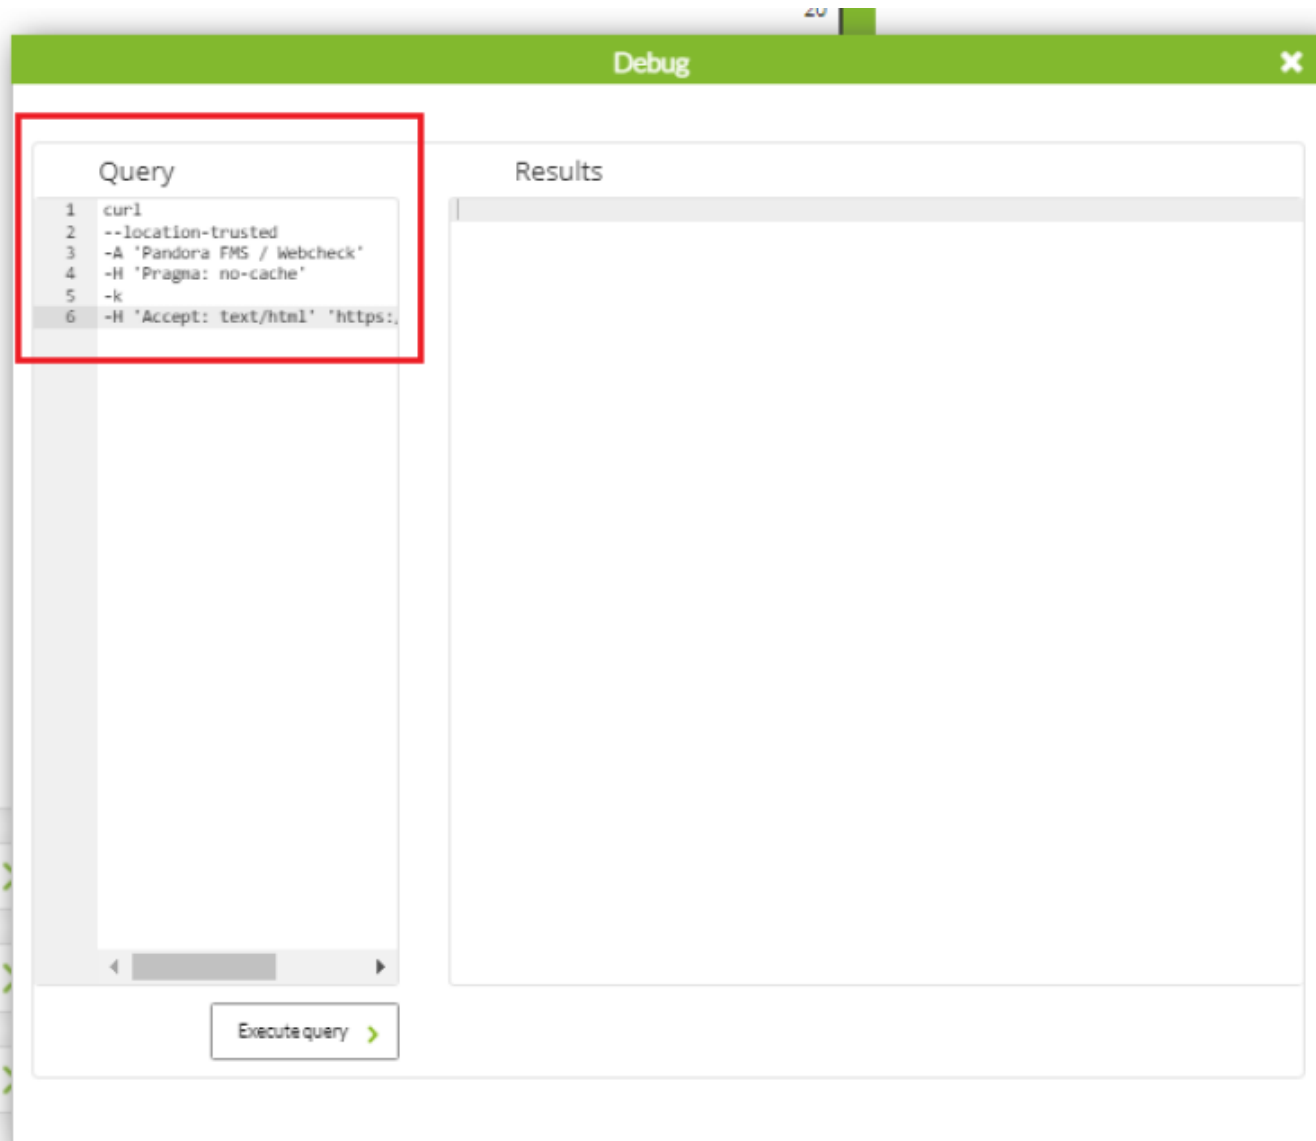 20
Debug
Query
Results
1 curl
2 --location-trusted
3 -A 'Pandora FMS / Webcheck'
4 -H 'Pragma: no-cache'
5 -k
6 -H 'Accept: text/html' 'https:/
Execute query